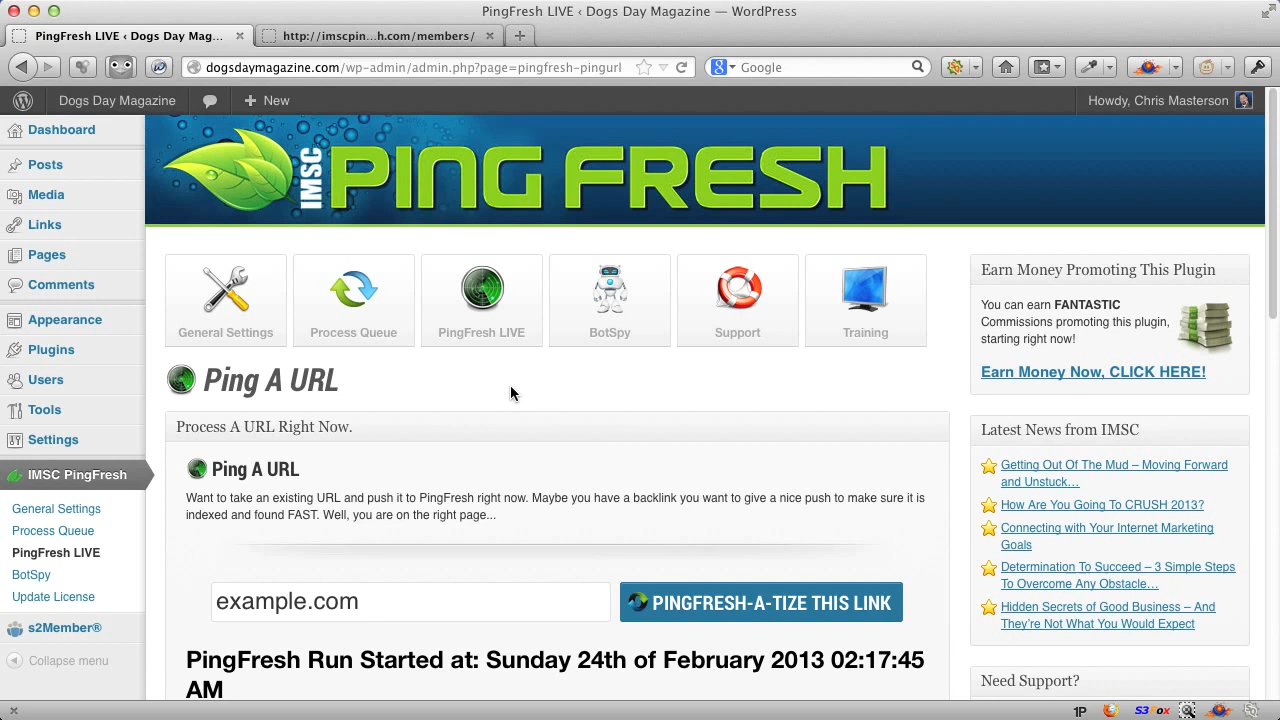 PingFresh LIVE ‹ Dogs Day Magazine — WordPress
PingFresh LIVE ‹ Dogs Day Mag...
http://imscpin...h.com/members/
dogsdaymagazine.com/wp-admin/admin.php?page=pingfresh-pingurl
Google
Dogs Day Magazine
New
Howdy, Chris Masterson
Dashboard
Posts
Media
Links
Pages
Comments
Appearance
Plugins
Users
Tools
Settings
IMSC PingFresh
General Settings
Process Queue
PingFresh LIVE
BotSpy
Update License
s2Member®
Collapse menu
IMSC PING FRESH
General Settings
Process Queue
PingFresh LIVE
BotSpy
Support
Training
Ping A URL
Process A URL Right Now.
Ping A URL
Want to take an existing URL and push it to PingFresh right now. Maybe you have a backlink you want to give a nice push to make sure it is
indexed and found FAST. Well, you are on the right page...
example.com
PINGFRESH-A-TIZE THIS LINK
PingFresh Run Started at: Sunday 24th of February 2013 02:17:45
AM
Earn Money Promoting This Plugin
You can earn FANTASTIC
Commissions promoting this plugin,
starting right now!
Earn Money Now, CLICK HERE!
Latest News from IMSC
Getting Out Of The Mud – Moving Forward
and Unstuck…
How Are You Going To CRUSH 2013?
Connecting with Your Internet Marketing
Goals
Determination To Succeed – 3 Simple Steps
To Overcome Any Obstacle…
Hidden Secrets of Good Business – And
They're Not What You Would Expect
Need Support?
1P
S3Fox